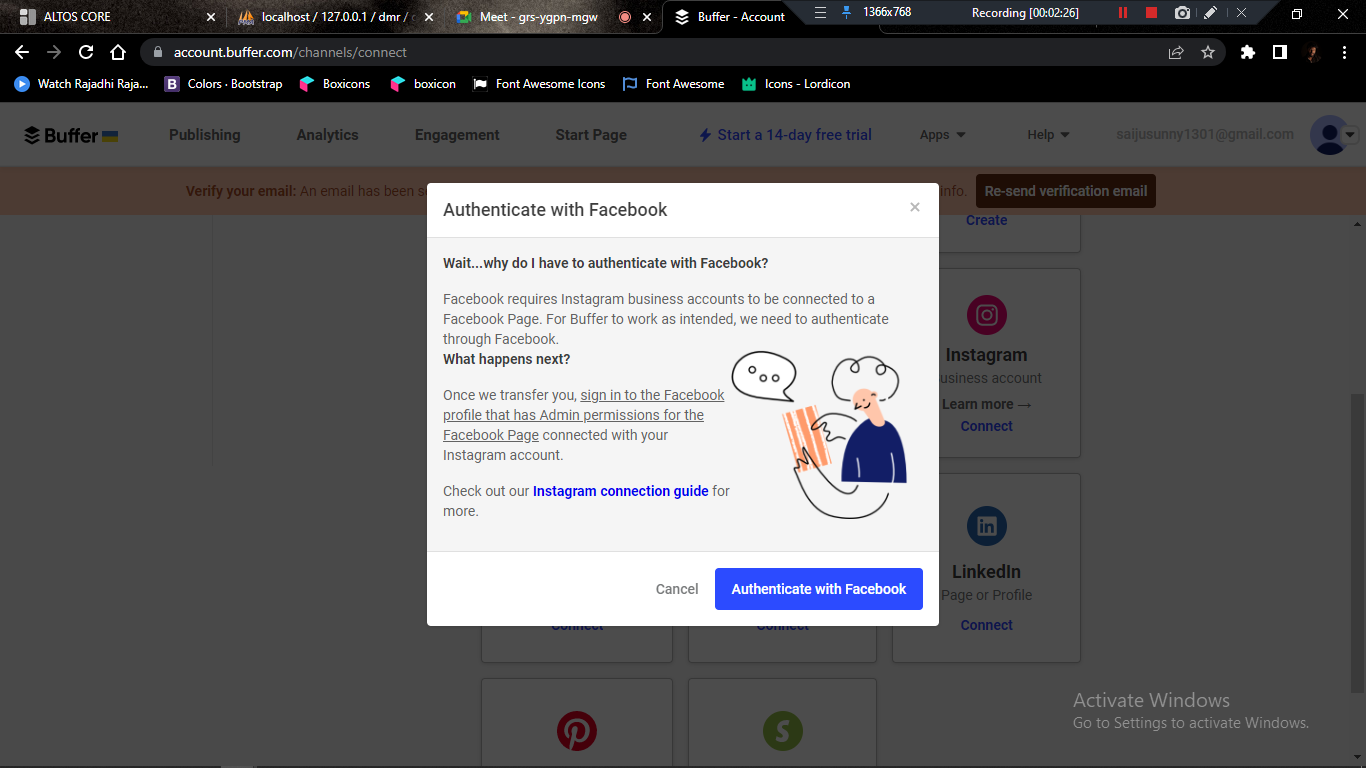 ALTOS CORE
localhost / 127.0.0.1 / dmr /
Meet - grs-ygpn-mgw
Buffer - Account
1366x768
Recording [00:02:26]
account.buffer.com/channels/connect
Watch Rajadhi Raja...
B Colors · Bootstrap
Boxicons
boxicon
Font Awesome Icons
Font Awesome
Icons - Lordicon
Buffer
Publishing
Analytics
Engagement
Start Page
Start a 14-day free trial
Apps
Help
saijusunny1301@gmail.com
Verify your email: An email has been
info.
Re-send verification email
Create
Authenticate with Facebook
Wait...why do I have to authenticate with Facebook?
Facebook requires Instagram business accounts to be connected to a
Facebook Page. For Buffer to work as intended, we need to authenticate
through Facebook.
What happens next?
Once we transfer you, sign in to the Facebook
profile that has Admin permissions for the
Facebook Page connected with your
Instagram account.
Check out our Instagram connection guide for
more.
Cancel
Authenticate with Facebook
Instagram
usiness account
Learn more →
Connect
in
LinkedIn
Page or Profile
Connect
Connect
Connect
Activate Windows
Go to Settings to activate Windows.